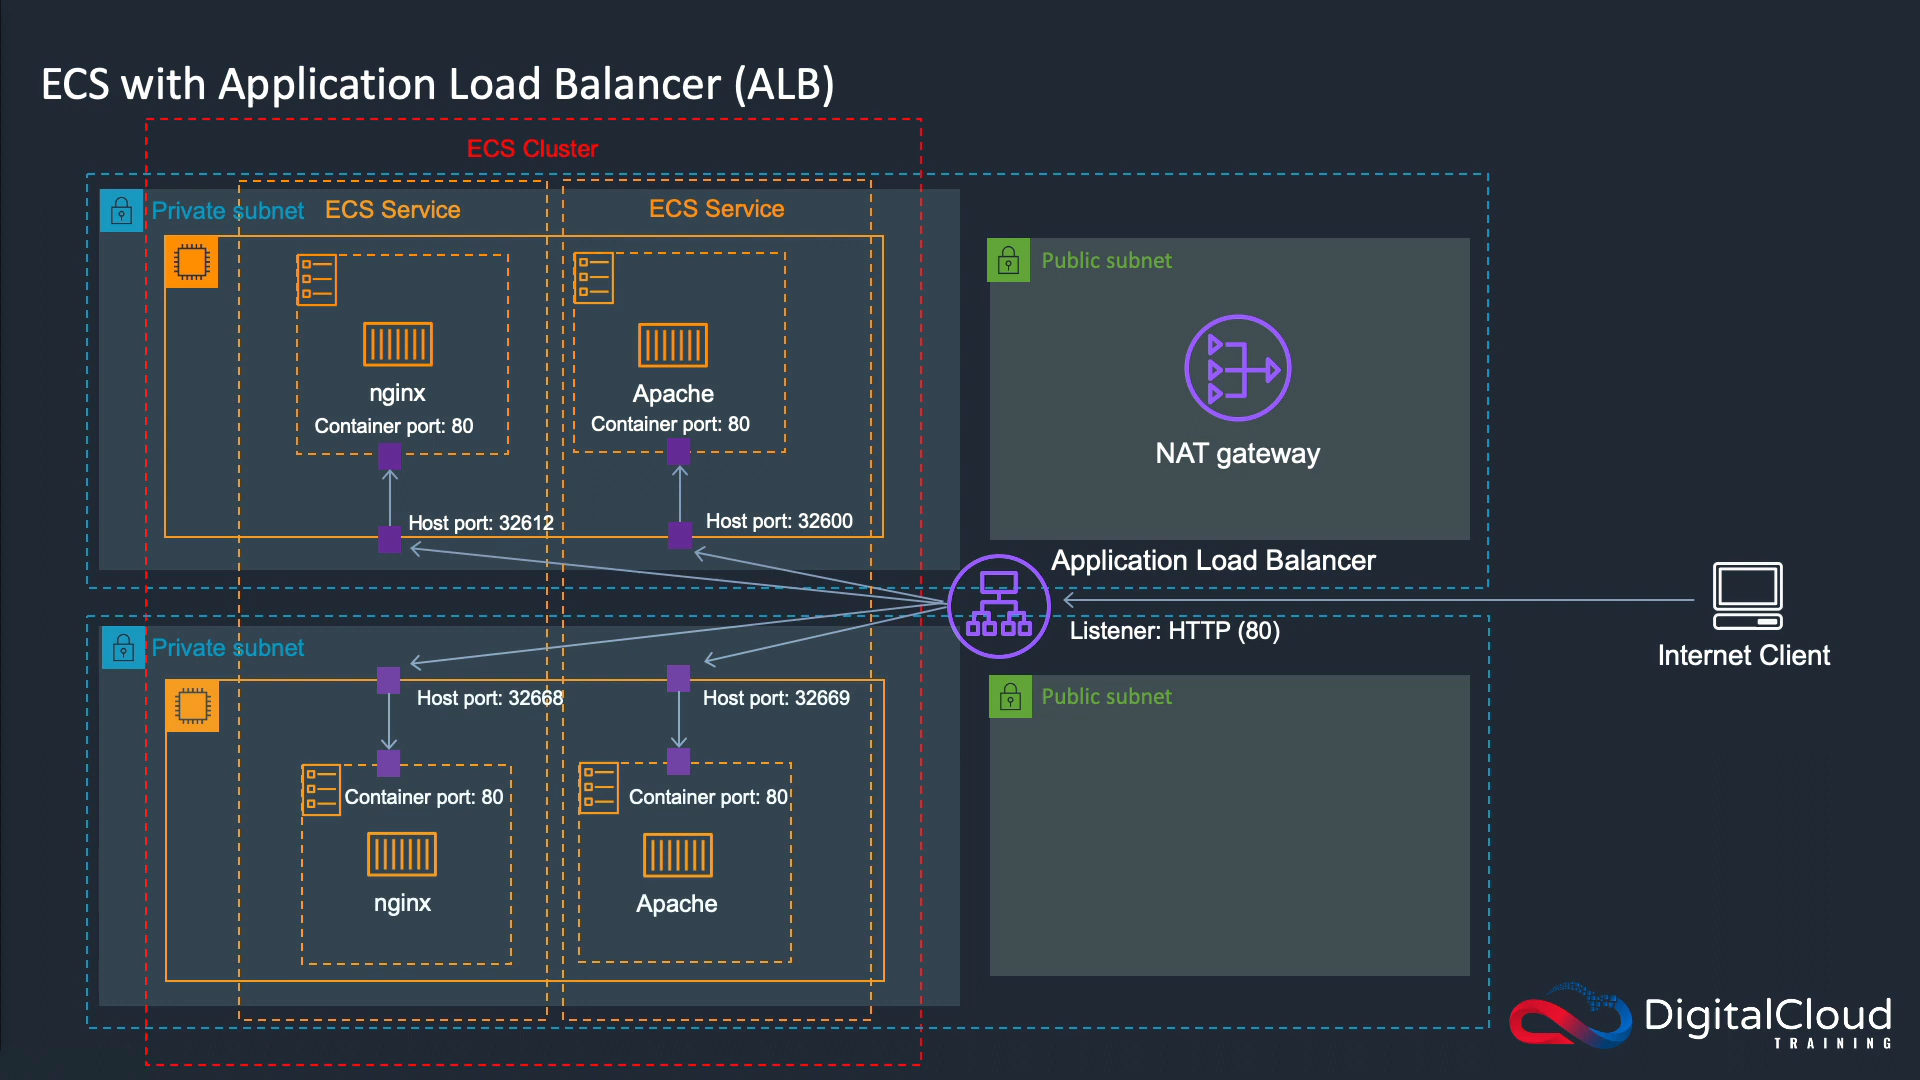 ECS with Application Load Balancer (ALB)
ECS Cluster
Private subnet
ECS Service
ECS Service
nginx
Container port: 80
Apache
Container port: 80
Host port: 32612
Host port: 32600
Public subnet
NAT gateway
Application Load Balancer
Listener: HTTP (80)
Internet Client
Private subnet
Host port: 32668
Host port: 32669
Container port: 80
nginx
Container port: 80
Apache
Public subnet
DigitalCloud
TRAINING